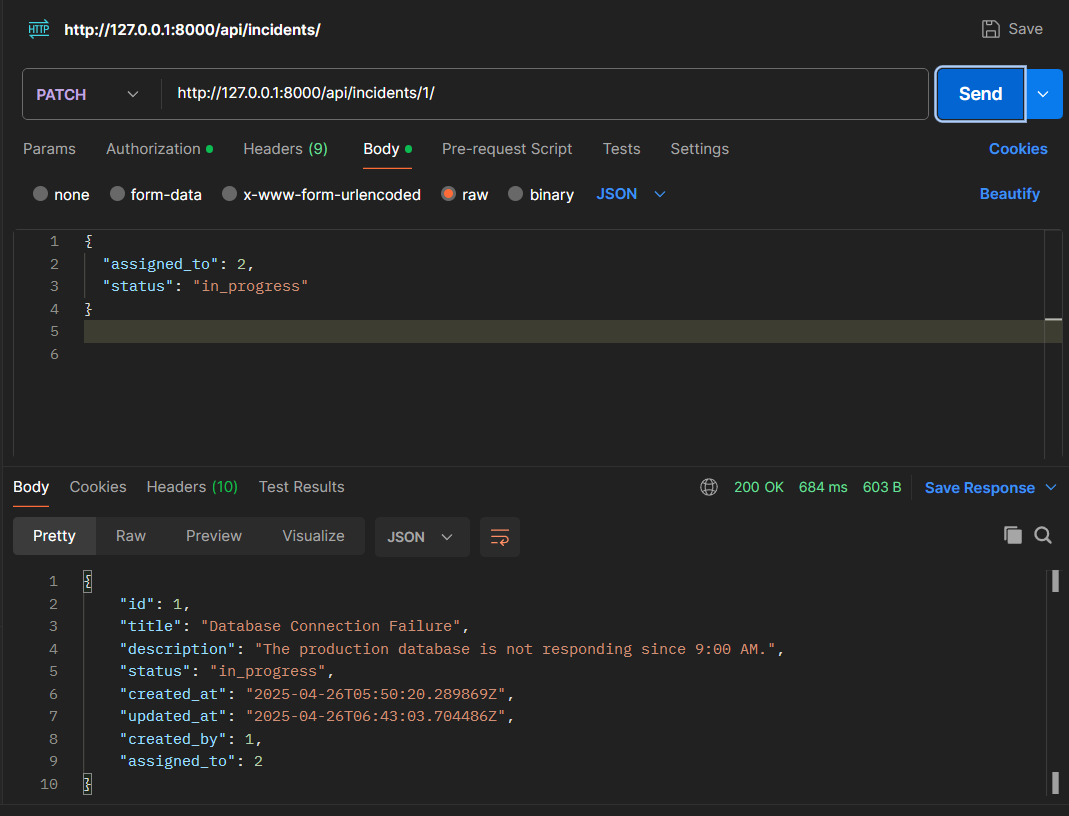 HTTP http://127.0.0.1:8000/api/incidents/ Save
PATCH http://127.0.0.1:8000/api/incidents/1/ Send
Params Authorization Headers (9) Body Pre-request Script Tests Settings Cookies
none form-data x-www-form-urlencoded raw binary JSON Beautify
1 {
2 "assigned_to": 2,
3 "status": "in_progress"
4 }
5
6
Body Cookies Headers (10) Test Results 200 OK 684 ms 603 B Save Response
Pretty Raw Preview Visualize JSON
1 {
2 "id": 1,
3 "title": "Database Connection Failure",
4 "description": "The production database is not responding since 9:00 AM.",
5 "status": "in_progress",
6 "created_at": "2025-04-26T05:50:20.289869Z",
7 "updated_at": "2025-04-26T06:43:03.704486Z",
8 "created_by": 1,
9 "assigned_to": 2
10 }